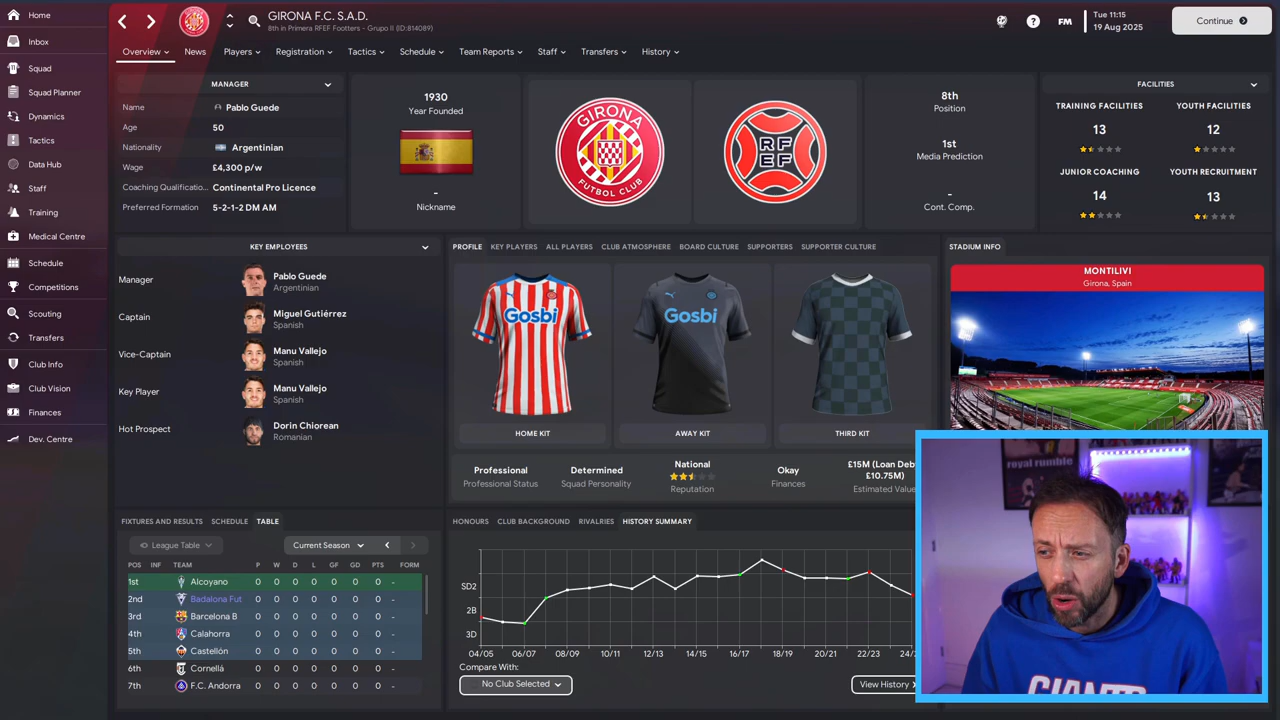 Home
Inbox
Squad
Squad Planner
Dynamics
Tactics
Data Hub
Staff
Training
Medical Centre
Schedule
Competitions
Scouting
Transfers
Club Info
Club Vision
Finances
Dev. Centre
GIRONA F.C. S.A.D.
8th in Primera RFEF Footters - Grupo II (ID:814089)
FM
Tue 11:15
19 Aug 2025
Continue
Overview
News
Players
Registration
Tactics
Schedule
Team Reports
Staff
Transfers
History
MANAGER
Name Pablo Guede
Age 50
Nationality Argentinian
Wage £4,300 p/w
Coaching Qualificatio... Continental Pro Licence
Preferred Formation 5-2-1-2 DM AM
1930
Year Founded
-
Nickname
GIRONA
FUTBOL CLUB
RF
EF
8th
Position
1st
Media Prediction
-
Cont. Comp.
FACILITIES
TRAINING FACILITIES YOUTH FACILITIES
13 12
JUNIOR COACHING YOUTH RECRUITMENT
14 13
KEY EMPLOYEES
Manager Pablo Guede
Argentinian
Captain Miguel Gutiérrez
Spanish
Vice-Captain Manu Vallejo
Spanish
Key Player Manu Vallejo
Spanish
Hot Prospect Dorin Chiorean
Romanian
PROFILE KEY PLAYERS ALL PLAYERS CLUB ATMOSPHERE BOARD CULTURE SUPPORTERS SUPPORTER CULTURE
Gosbi
Gosbi
HOME KIT AWAY KIT THIRD KIT
Professional
Professional Status
Determined
Squad Personality
National
Reputation
Okay
Finances
£15M (Loan Deb
£10.75M)
Estimated Value
STADIUM INFO
MONTILIVI
Girona, Spain
FIXTURES AND RESULTS SCHEDULE TABLE
League Table Current Season
POS INF TEAM P W D L GF GD PTS FORM
1st Alcoyano 0 0 0 0 0 0 0 -
2nd Badalona Fut 0 0 0 0 0 0 0 -
3rd Barcelona B 0 0 0 0 0 0 0 -
4th Calahorra 0 0 0 0 0 0 0 -
5th Castellón 0 0 0 0 0 0 0 -
6th Cornellá 0 0 0 0 0 0 0 -
7th F.C. Andorra 0 0 0 0 0 0 0 -
HONOURS CLUB BACKGROUND RIVALRIES HISTORY SUMMARY
SD2
2B
3D
04/05 06/07 08/09 10/11 12/13 14/15 16/17 18/19 20/21 22/23 24/
Compare With:
No Club Selected
View History
royal rumble
GIANTS